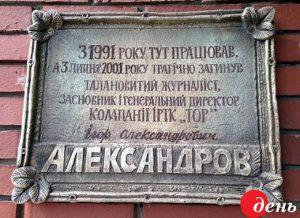 З 1991 РОКУ ТУТ ПРАЦЮВАВ,
А 3 ЛИПНЯ 2001 РОКУ ТРАГІЧНО ЗАГИНУВ
ТАЛАНОВИТИЙ ЖУРНАЛІСТ,
ЗАСНОВНИК І ГЕНЕРАЛЬНИЙ ДИРЕКТОР
КОМПАНІЇ ІРТК „ТОР”
Ігор Олександрович
АЛЕКСАНДРОВ
день